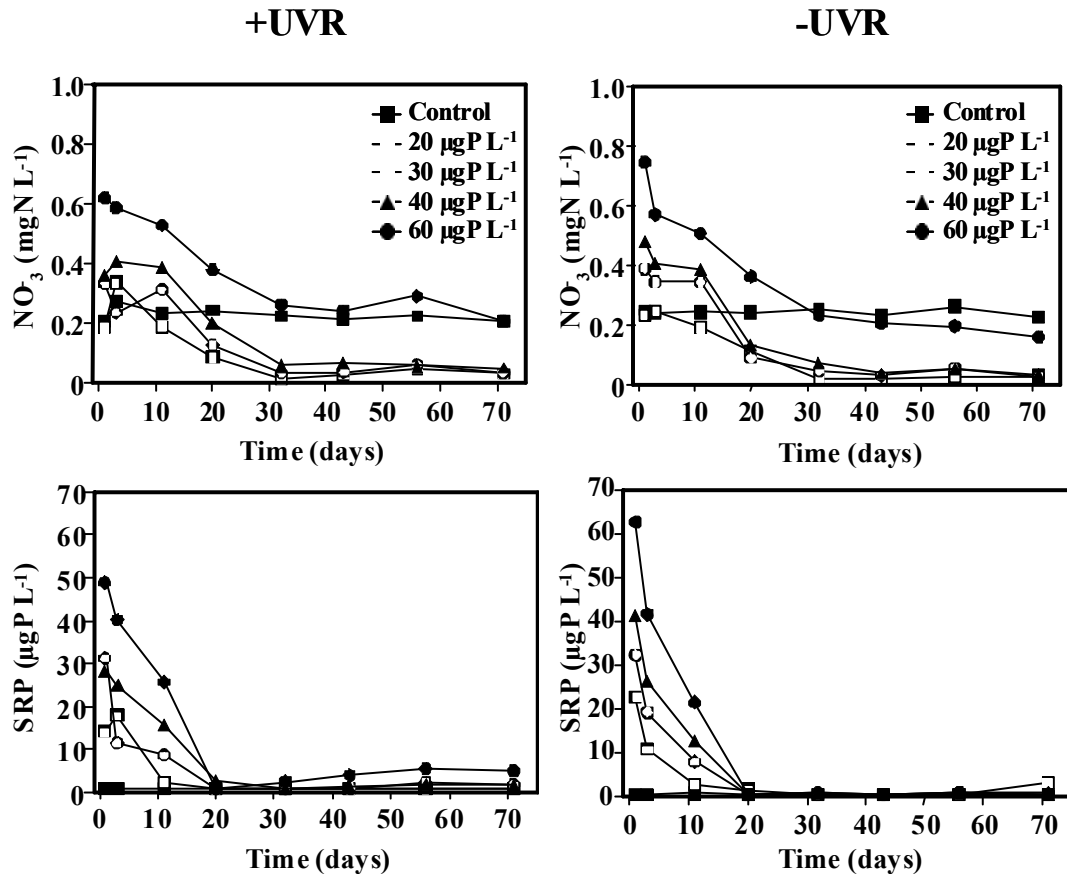 +UVR
-UVR
1.0
0.8
0.6
0.4
0.2
0
NO-3 (mgN L-1)
Control
20 µgP L-1
30 µgP L-1
40 µgP L-1
60 µgP L-1
0 10 20 30 40 50 60 70
Time (days)
1.0
0.8
0.6
0.4
0.2
0
NO-3 (mgN L-1)
Control
20 µgP L-1
30 µgP L-1
40 µgP L-1
60 µgP L-1
0 10 20 30 40 50 60 70
Time (days)
70
60
50
40
30
20
10
0
SRP (µgP L-1)
0 10 20 30 40 50 60 70
Time (days)
70
60
50
40
30
20
10
0
SRP (µgP L-1)
0 10 20 30 40 50 60 70
Time (days)